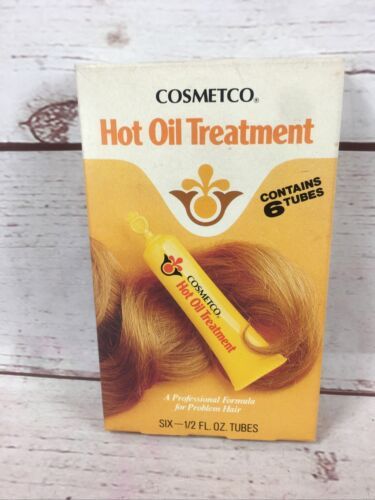 COSMETCO®
Hot Oil Treatment
CONTAINS
6 TUBES
COSMETCO®
Hot Oil Treatment
A Professional Formula
for Problem Hair
SIX—1/2 FL. OZ. TUBES